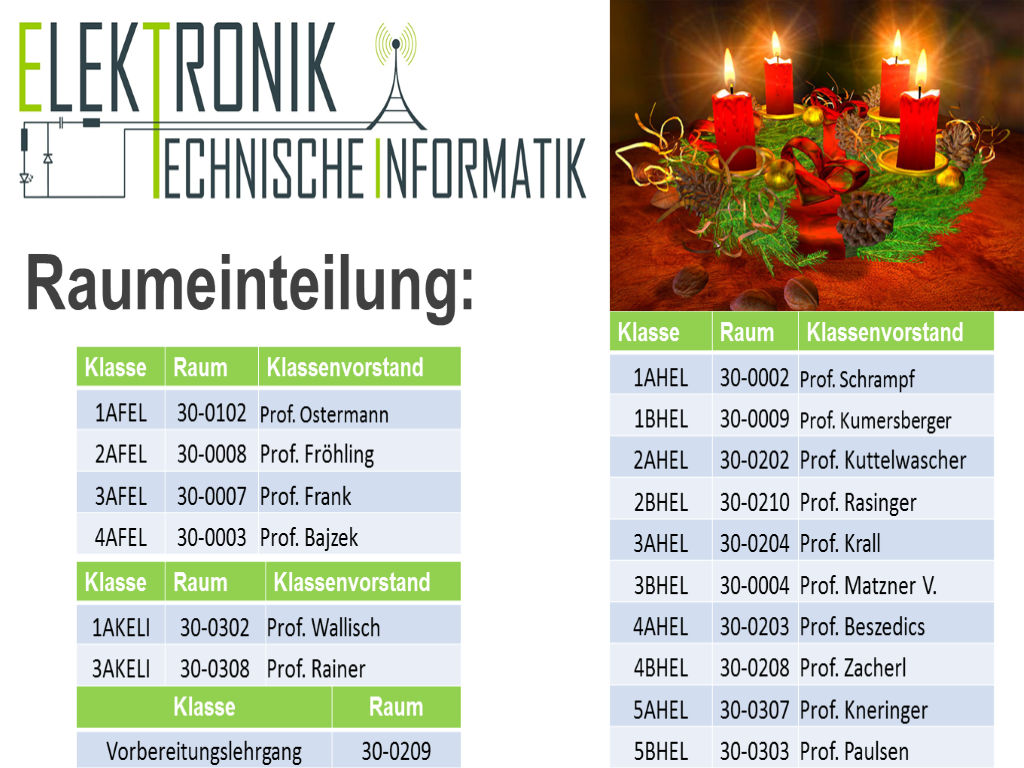 ELEKTRONIK
TECHNISCHE INFORMATIK
Raumeinteilung:
Klasse Raum Klassenvorstand
1AFEL 30-0102 Prof. Ostermann
2AFEL 30-0008 Prof. Fröhling
3AFEL 30-0007 Prof. Frank
4AFEL 30-0003 Prof. Bajzek
Klasse Raum Klassenvorstand
1AKELI 30-0302 Prof. Wallisch
3AKELI 30-0308 Prof. Rainer
Klasse Raum
Vorbereitungslehrgang 30-0209
Klasse Raum Klassenvorstand
1AHEL 30-0002 Prof. Schrampf
1BHEL 30-0009 Prof. Kumersberger
2AHEL 30-0202 Prof. Kuttelwascher
2BHEL 30-0210 Prof. Rasinger
3AHEL 30-0204 Prof. Krall
3BHEL 30-0004 Prof. Matzner V.
4AHEL 30-0203 Prof. Beszedics
4BHEL 30-0208 Prof. Zacherl
5AHEL 30-0307 Prof. Kneringer
5BHEL 30-0303 Prof. Paulsen